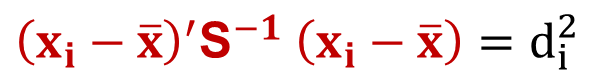 (xᵢ − x̄)′S⁻¹ (xᵢ − x̄) = dᵢ²